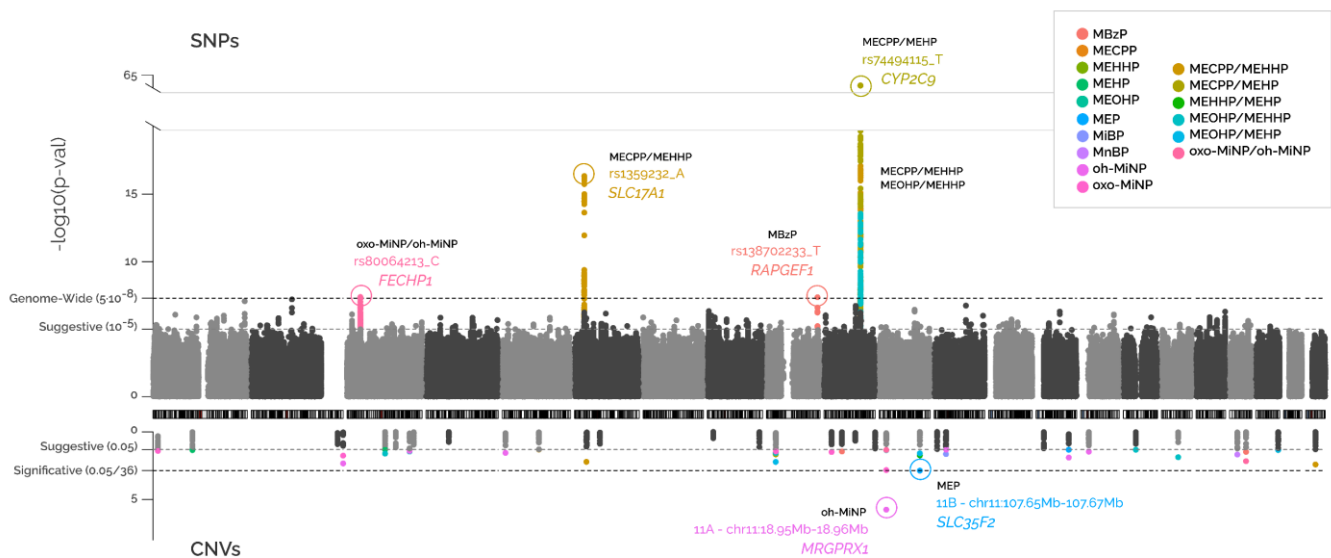 SNPs
MECPP/MEHP
rs74494115_T
CYP2C9
65
-log10(p-val)
MECPP/MEHHP
rs1359232_A
SLC17A1
MECPP/MEHHP
MEOHP/MEHHP
15
MBzP
rs138702233_T
RAPGEF1
oxo-MiNP/oh-MiNP
rs80064213_C
FECHP1
10
Genome-Wide (5·10⁻⁸)
Suggestive (10⁻⁵)
0
0
Suggestive (0.05)
Significative (0.05/36)
5
MEP
11B - chr11:107.65Mb-107.67Mb
SLC35F2
oh-MiNP
11A - chr11:18.95Mb-18.96Mb
MRGPRX1
CNVs
MBzP
MECPP
MEHHP
MEHP
MEOHP
MEP
MiBP
MnBP
oh-MiNP
oxo-MiNP
MECPP/MEHHP
MECPP/MEHP
MEHHP/MEHP
MEOHP/MEHHP
MEOHP/MEHP
oxo-MiNP/oh-MiNP